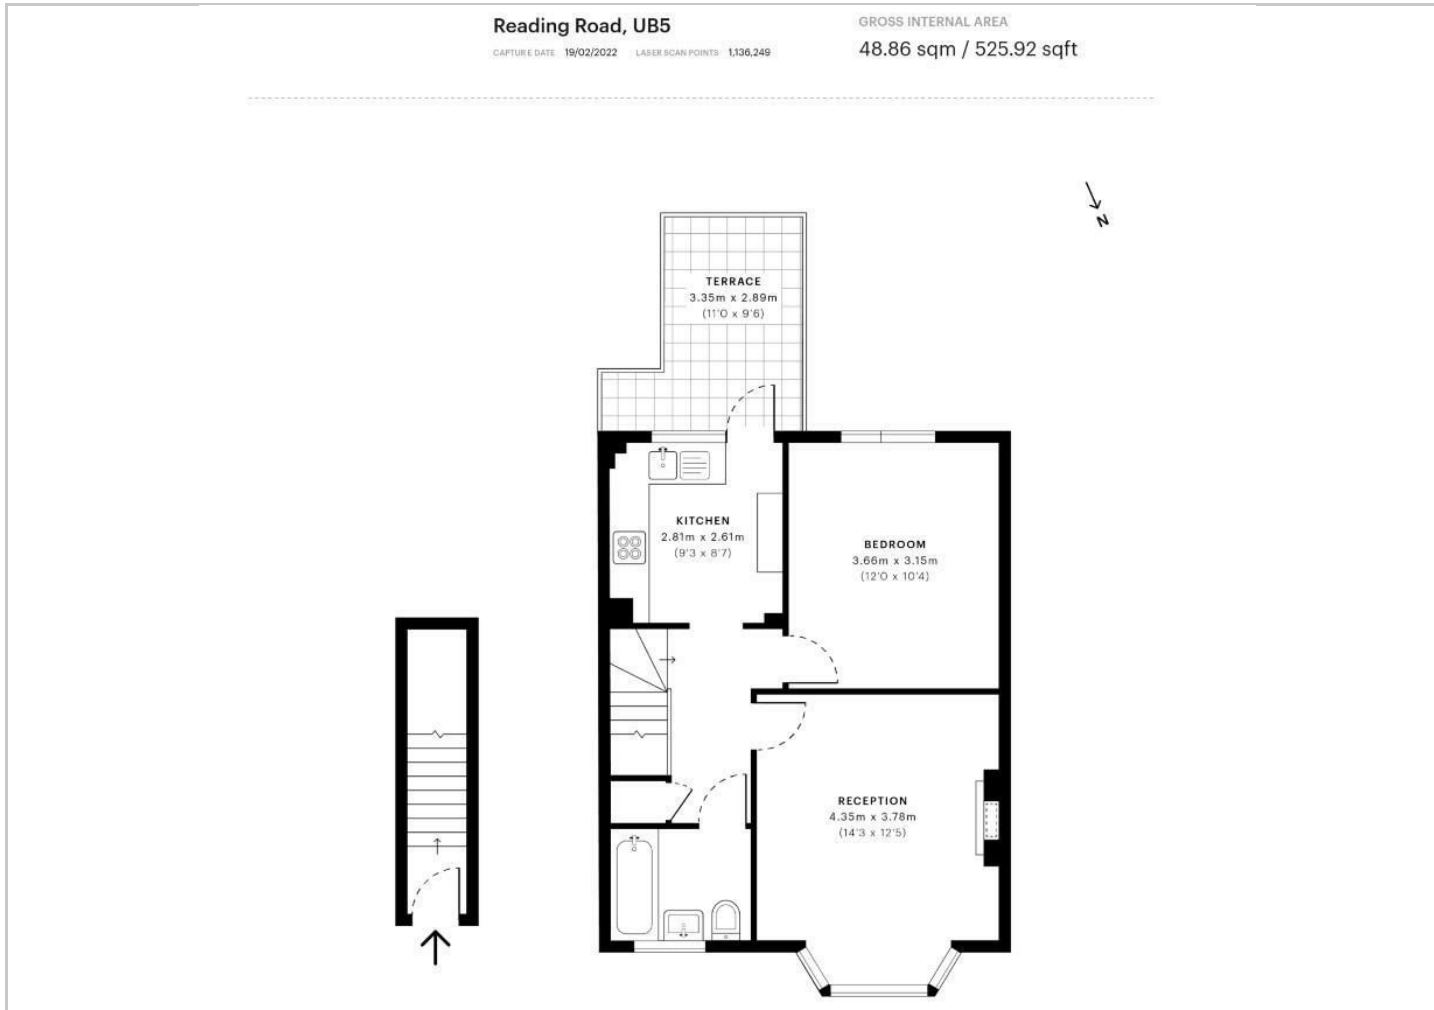 Reading Road, UB5
CAPTURE DATE 19/02/2022 LASER SCAN POINTS 1,136,249
GROSS INTERNAL AREA
48.86 sqm / 525.92 sqft
N
TERRACE
3.35m x 2.89m
(11'0 x 9'6)
KITCHEN
2.81m x 2.61m
(9'3 x 8'7)
BEDROOM
3.66m x 3.15m
(12'0 x 10'4)
RECEPTION
4.35m x 3.78m
(14'3 x 12'5)